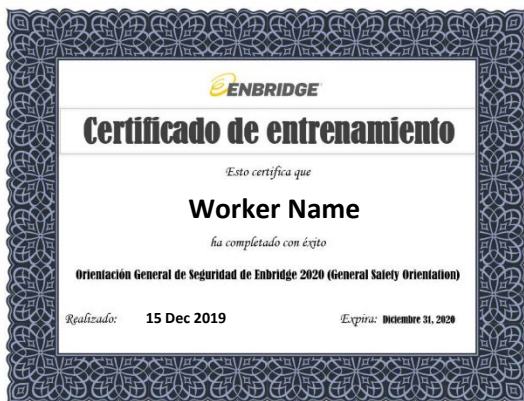 ENBRIDGE
Certificado de entrenamiento
Esto certifica que
Worker Name
ha completado con éxito
Orientación General de Seguridad de Enbridge 2020 (General Safety Orientation)
Realizado: 15 Dec 2019 Expira: Diciembre 31, 2020